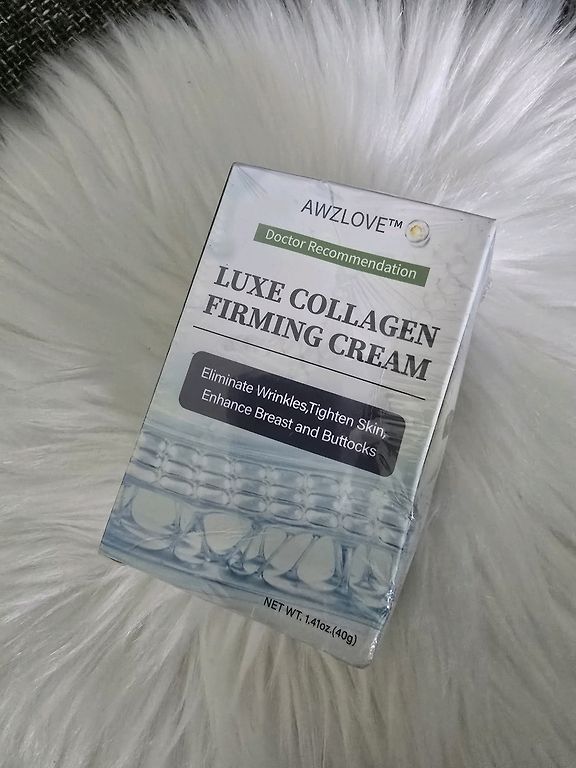 AWZLOVE™
Doctor Recommendation
LUXE COLLAGEN
FIRMING CREAM
Eliminate Wrinkles,Tighten Skin,
Enhance Breast and Buttocks
NET WT. 1.41oz.(40g)